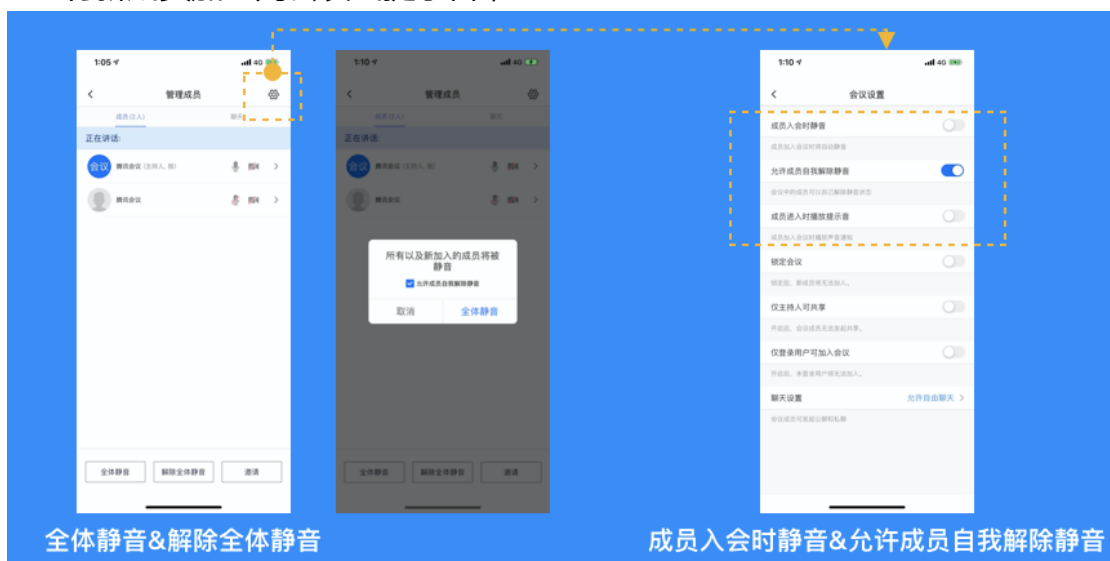 1:05
4G
管理成员
成员(2人)
聊天
正在讲话:
会议
腾讯会议 (主持人, 我)
腾讯会议
全体静音
解除全体静音
邀请
1:10
4G
管理成员
成员(2人)
聊天
正在讲话:
会议
腾讯会议 (主持人, 我)
腾讯会议
所有以及新加入的成员将被
静音
允许成员自我解除静音
取消
全体静音
全体静音
解除全体静音
邀请
1:10
4G
会议设置
成员入会时静音
成员加入会议时将自动静音
允许成员自我解除静音
会议中的成员可以自己解除静音状态
成员进入时播放提示音
成员加入会议时播放声音通知
锁定会议
锁定后，新成员将无法加入。
仅主持人可共享
开启后，会议成员无法发起共享。
仅登录用户可加入会议
开启后，未登录用户将无法加入。
聊天设置
允许自由聊天
会议成员可发起公聊和私聊
全体静音&解除全体静音
成员入会时静音&允许成员自我解除静音